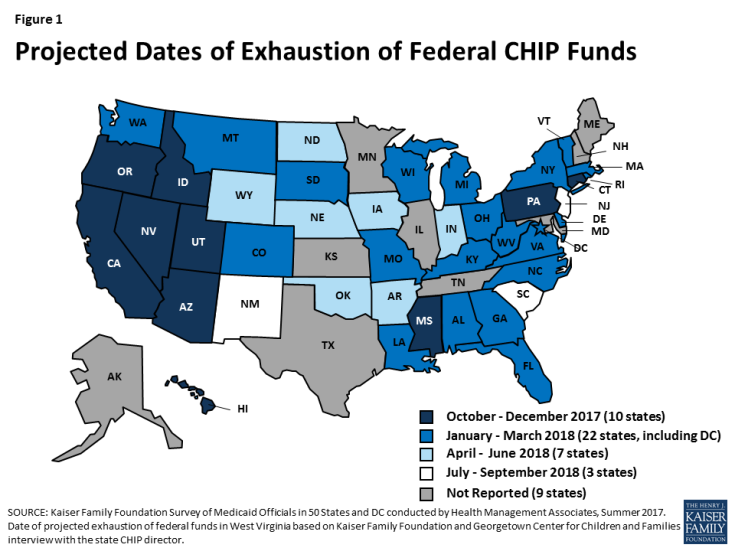 Figure 1
Projected Dates of Exhaustion of Federal CHIP Funds
WA
MT
ND
MN
VT
ME
NH
MA
RI
CT
NJ
DE
MD
DC
OR
ID
WY
SD
WI
MI
NY
PA
NV
UT
CO
NE
IA
IL
IN
OH
WV
VA
CA
AZ
NM
KS
MO
KY
NC
TN
SC
OK
AR
TX
LA
MS
AL
GA
FL
AK
HI
October - December 2017 (10 states)
January - March 2018 (22 states, including DC)
April - June 2018 (7 states)
July - September 2018 (3 states)
Not Reported (9 states)
SOURCE: Kaiser Family Foundation Survey of Medicaid Officials in 50 States and DC conducted by Health Management Associates, Summer 2017.
Date of projected exhaustion of federal funds in West Virginia based on Kaiser Family Foundation and Georgetown Center for Children and Families
interview with the state CHIP director.
THE HENRY J.
KAISER
FAMILY
FOUNDATION